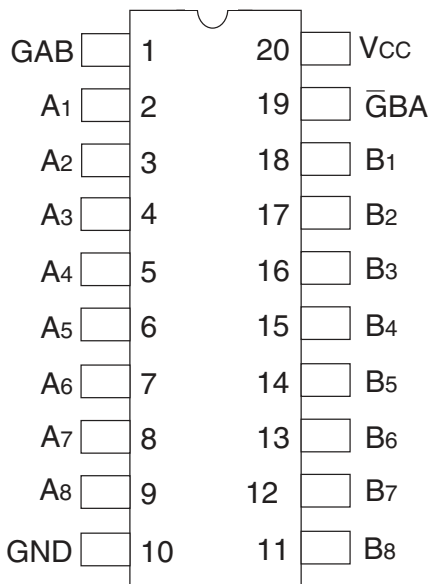 GAB 1 20 VCC
A1 2 19 G̅BA
A2 3 18 B1
A3 4 17 B2
A4 5 16 B3
A5 6 15 B4
A6 7 14 B5
A7 8 13 B6
A8 9 12 B7
GND 10 11 B8